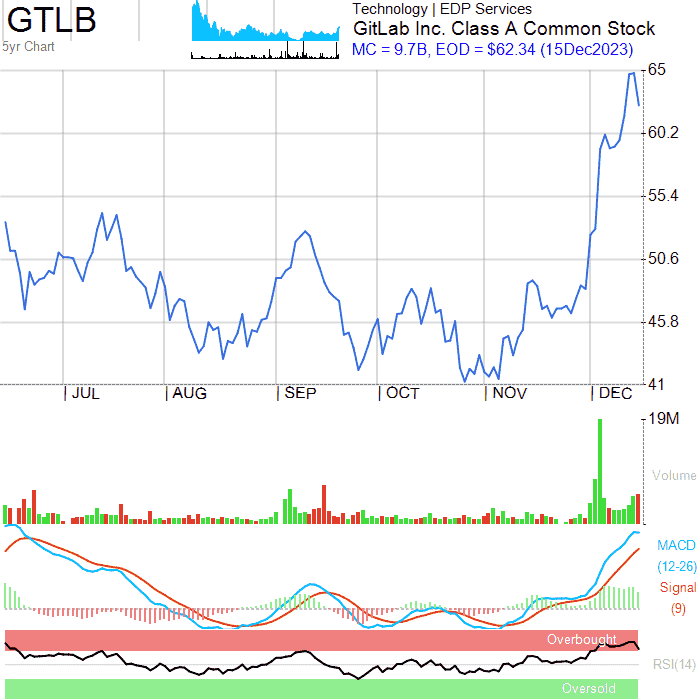 GTLB
5yr Chart
Technology | EDP Services
GitLab Inc. Class A Common Stock
MC = 9.7B, EOD = $62.34 (15Dec2023)
65
60.2
55.4
50.6
45.8
41
JUL AUG SEP OCT NOV DEC
19M
Volume
MACD
(12-26)
Signal
(9)
Overbought
RSI(14)
Oversold